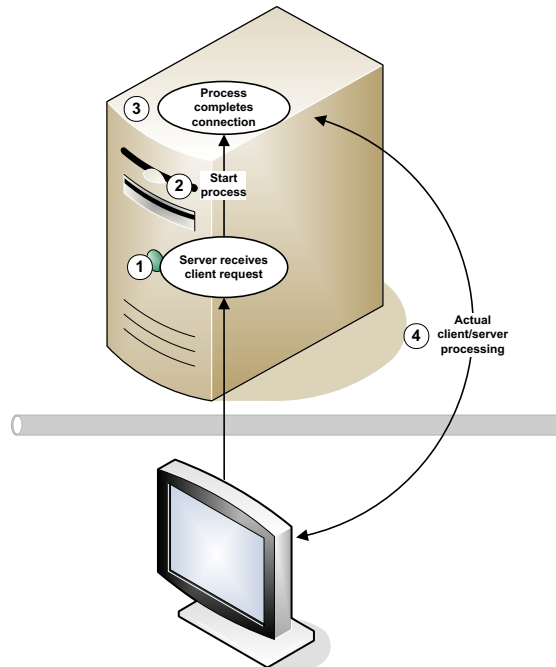 3
Process
completes
connection
2
Start
process
1
Server receives
client request
4
Actual
client/server
processing